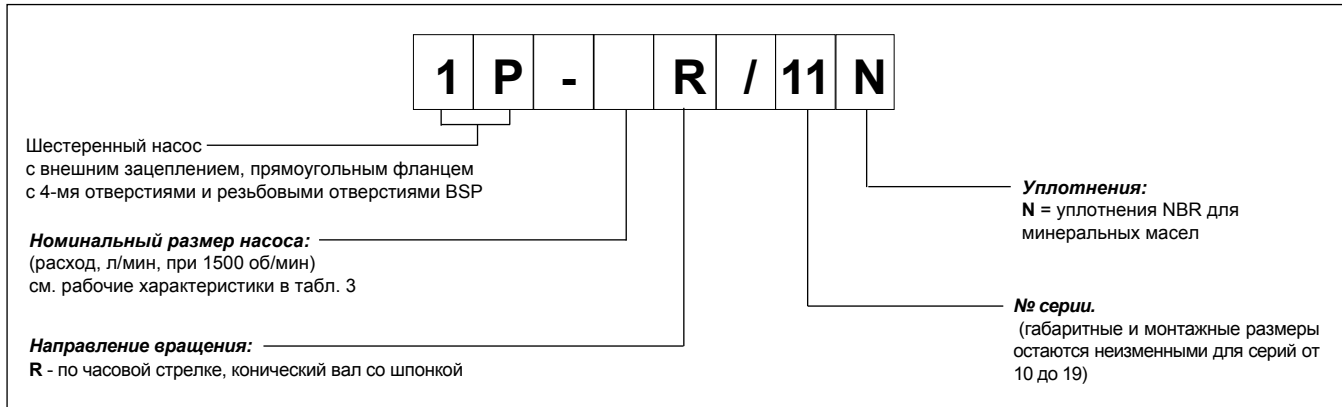 1 P - R / 11 N
Шестеренный насос
с внешним зацеплением, прямоугольным фланцем
с 4-мя отверстиями и резьбовыми отверстиями BSP
Номинальный размер насоса:
(расход, л/мин, при 1500 об/мин)
см. рабочие характеристики в табл. 3
Направление вращения:
R - по часовой стрелке, конический вал со шпонкой
Уплотнения:
N = уплотнения NBR для
минеральных масел
№ серии.
(габаритные и монтажные размеры
остаются неизменными для серий от
10 до 19)